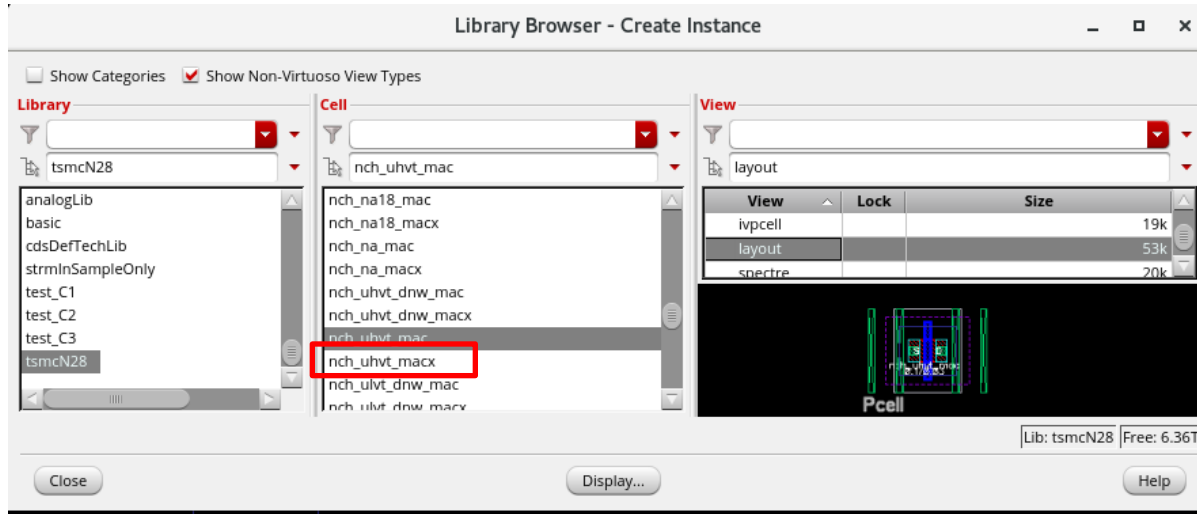 Library Browser - Create Instance
Show Categories Show Non-Virtuoso View Types
Library
tsmcN28
analogLib
basic
cdsDefTechLib
strmInSampleOnly
test_C1
test_C2
test_C3
tsmcN28
Cell
nch_uhvt_mac
nch_na18_mac
nch_na18_macx
nch_na_mac
nch_na_macx
nch_uhvt_dnw_mac
nch_uhvt_dnw_macx
nch_uhvt_mac
nch_uhvt_macx
nch_ulvt_dnw_mac
nch_ulvt_dnw_macx
View
layout
View Lock Size
ivpcell 19k
layout 53k
spectre 20k
S D
nch_uhvt_mac
Pcell
Lib: tsmcN28 Free: 6.36T
Close Display... Help